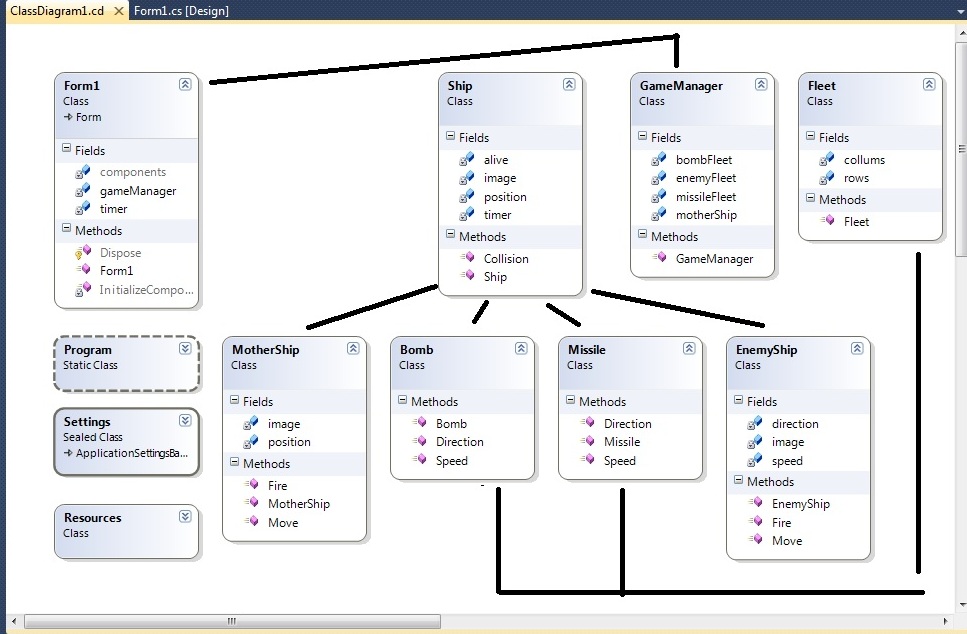 ClassDiagram1.cd
Form1.cs [Design]
Form1
Class
Form
Fields
components
gameManager
timer
Methods
Dispose
Form1
InitializeCompo...
Ship
Class
Fields
alive
image
position
timer
Methods
Collision
Ship
GameManager
Class
Fields
bombFleet
enemyFleet
missileFleet
motherShip
Methods
GameManager
Fleet
Class
Fields
collums
rows
Methods
Fleet
Program
Static Class
Settings
Sealed Class
ApplicationSettingsBa...
Resources
Class
MotherShip
Class
Fields
image
position
Methods
Fire
MotherShip
Move
Bomb
Class
Methods
Bomb
Direction
Speed
Missile
Class
Methods
Direction
Missile
Speed
EnemyShip
Class
Fields
direction
image
speed
Methods
EnemyShip
Fire
Move